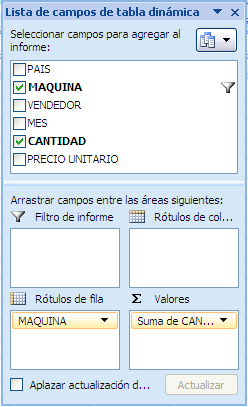 Lista de campos de tabla dinámica
Seleccionar campos para agregar al
informe:
PAIS
MAQUINA
VENDEDOR
MES
CANTIDAD
PRECIO UNITARIO
Arrastrar campos entre las áreas siguientes:
Filtro de informe
Rótulos de col...
Rótulos de fila
Σ Valores
MAQUINA
Suma de CAN...
Aplazar actualización d...
Actualizar